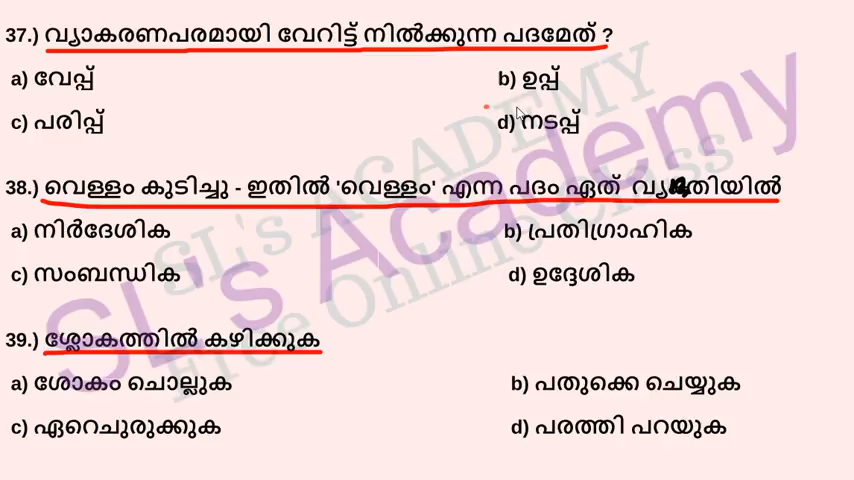 37.) വ്യാകരണപരമായി വേറിട്ട് നിൽക്കുന്ന പദമേത് ?
a) വേപ്പ് b) ഉപ്പ്
c) പരിപ്പ് d) നടപ്പ്
38.) വെള്ളം കുടിച്ചു - ഇതിൽ 'വെള്ളം' എന്ന പദം ഏത്
a) നിർദേശിക b) പ്രതിഗ്രാഹിക
c) സംബന്ധിക d) ഉദ്ദേശിക
39.) ശ്ലോകത്തിൽ കഴിക്കുക
a) ശോകം ചൊല്ലുക b) പതുക്കെ ചെയ്യുക
c) ഏറെചുരുക്കുക d) പരത്തി പറയുക
SL's ACADEMY
SL's Academy
Free Online Class